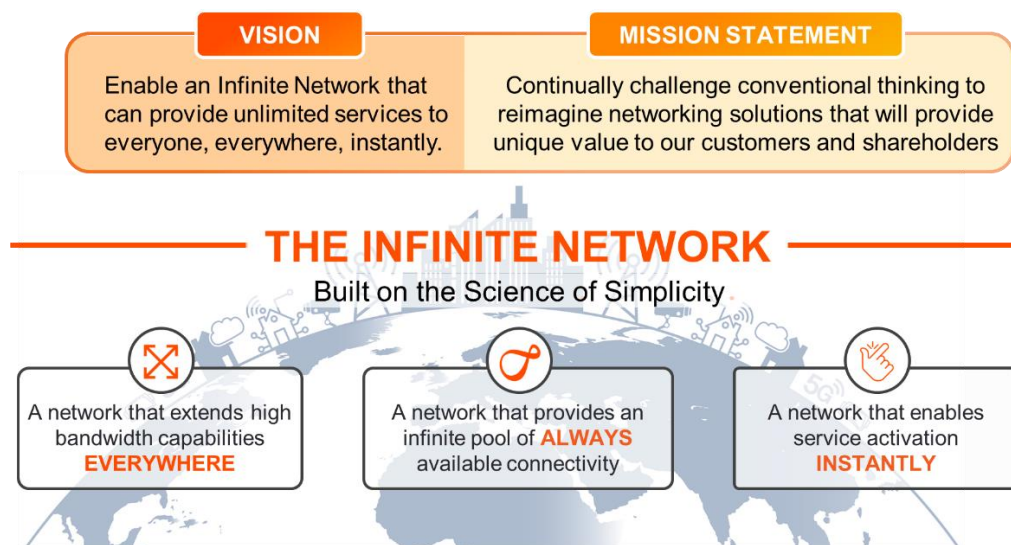 VISION
Enable an Infinite Network that
can provide unlimited services to
everyone, everywhere, instantly.
MISSION STATEMENT
Continually challenge conventional thinking to
reimagine networking solutions that will provide
unique value to our customers and shareholders
THE INFINITE NETWORK
Built on the Science of Simplicity
A network that extends high
bandwidth capabilities
EVERYWHERE
A network that provides an
infinite pool of ALWAYS
available connectivity
A network that enables
service activation
INSTANTLY
5G